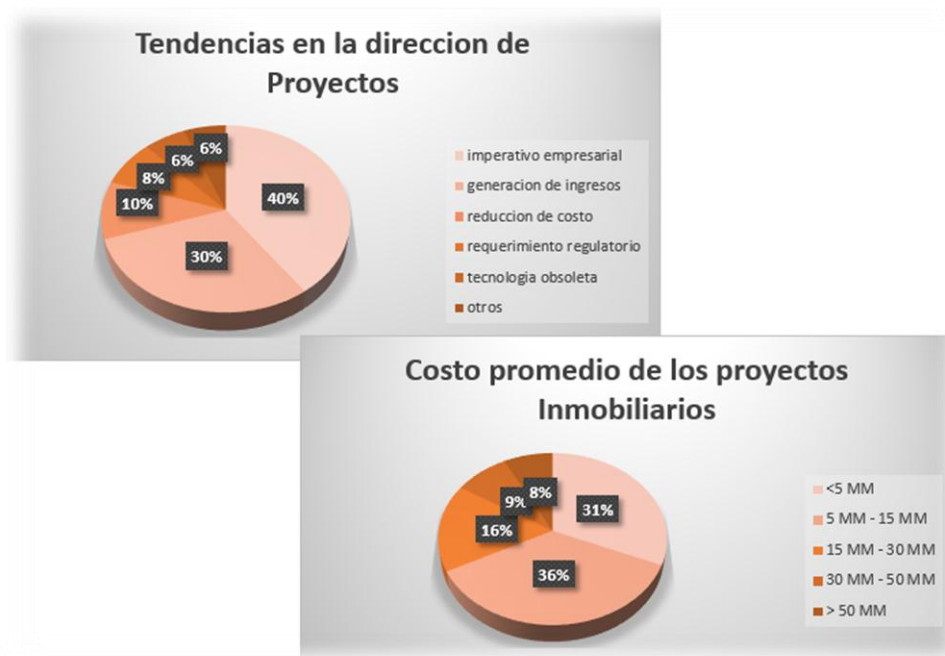 Tendencias en la direccion de
Proyectos
6%
6%
8%
10%
40%
30%
imperativo empresarial
generacion de ingresos
reduccion de costo
requerimiento regulatorio
tecnologia obsoleta
otros
Costo promedio de los proyectos
Inmobiliarios
8%
9%
31%
16%
36%
<5 MM
5 MM - 15 MM
15 MM - 30 MM
30 MM - 50 MM
> 50 MM